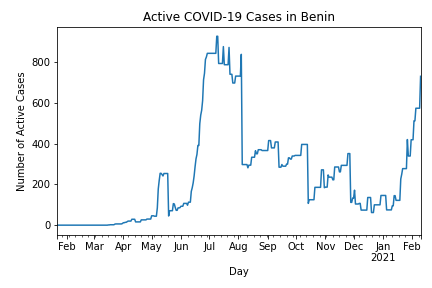 Active COVID-19 Cases in Benin
Number of Active Cases
800
600
400
200
0
Feb Mar Apr May Jun Jul Aug Sep Oct Nov Dec Jan Feb
2021
Day